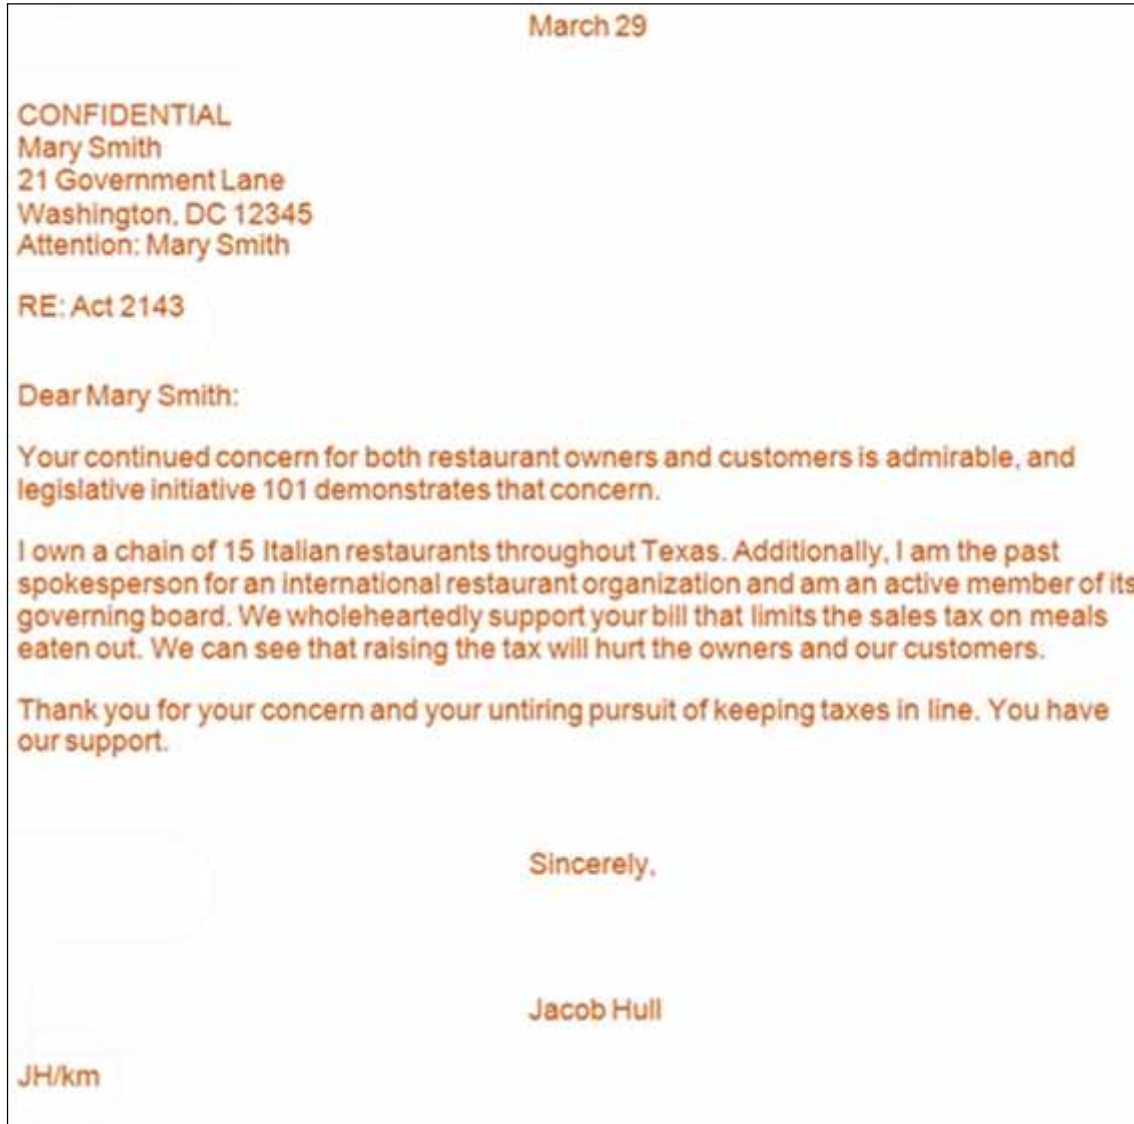 March 29
CONFIDENTIAL
Mary Smith
21 Government Lane
Washington, DC 12345
Attention: Mary Smith
RE: Act 2143
Dear Mary Smith:
Your continued concern for both restaurant owners and customers is admirable, and
legislative initiative 101 demonstrates that concern.
I own a chain of 15 Italian restaurants throughout Texas. Additionally, I am the past
spokesperson for an international restaurant organization and am an active member of its
governing board. We wholeheartedly support your bill that limits the sales tax on meals
eaten out. We can see that raising the tax will hurt the owners and our customers.
Thank you for your concern and your untiring pursuit of keeping taxes in line. You have
our support.
Sincerely,
Jacob Hull
JH/km